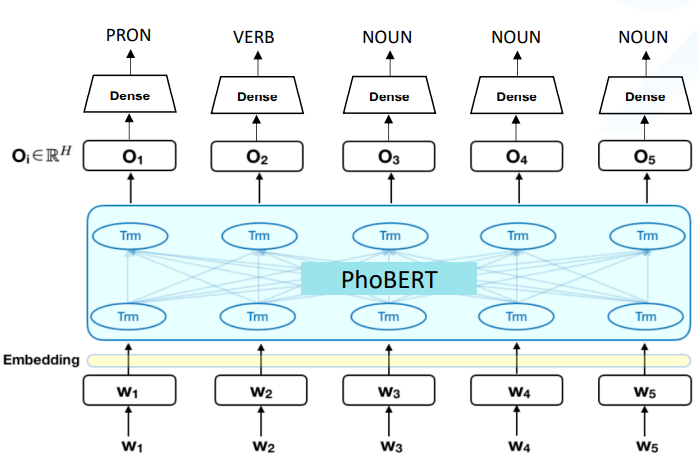 PRON VERB NOUN NOUN NOUN
Dense Dense Dense Dense Dense
Oᵢ∈ℝᴴ O₁ O₂ O₃ O₄ O₅
Trm Trm Trm Trm Trm
PhoBERT
Trm Trm Trm Trm Trm
Embedding
W₁ W₂ W₃ W₄ W₅
W₁ W₂ W₃ W₄ W₅